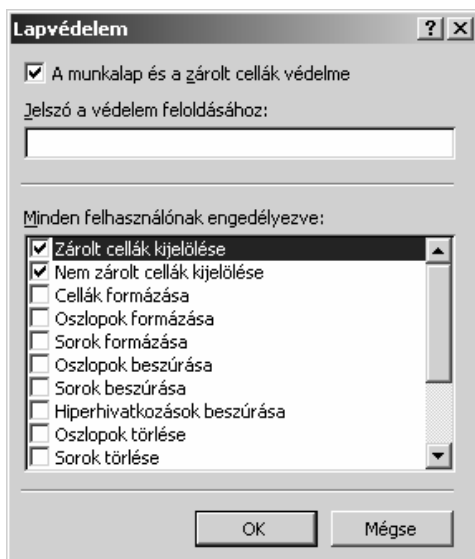 Lapvédelem
A munkalap és a zárolt cellák védelme
Jelszó a védelem feloldásához:
Minden felhasználónak engedélyezve:
Zárolt cellák kijelölése
Nem zárolt cellák kijelölése
Cellák formázása
Oszlopok formázása
Sorok formázása
Oszlopok beszúrása
Sorok beszúrása
Hiperhivatkozások beszúrása
Oszlopok törlése
Sorok törlése
OK Mégse